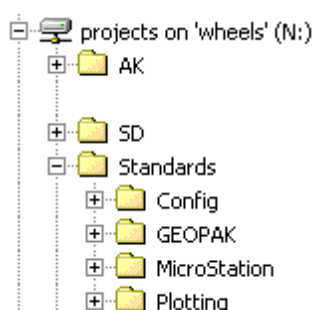 projects on 'wheels' (N:)
AK
SD
Standards
Config
GEOPAK
MicroStation
Plotting